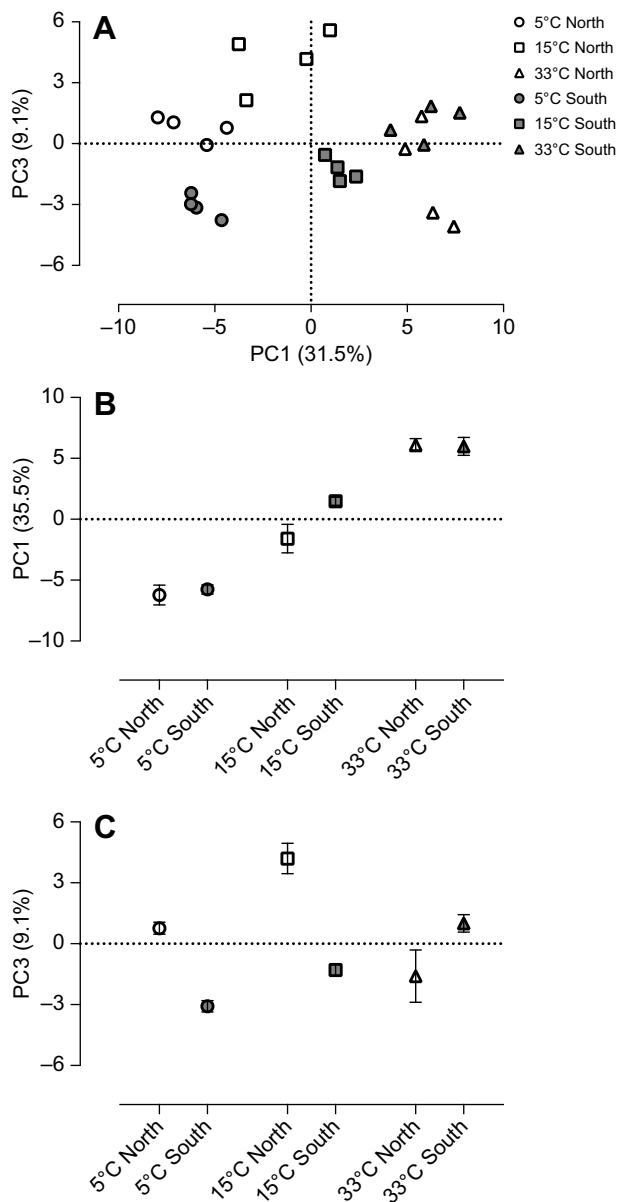 A
6
3
0
–3
–6
PC3 (9.1%)
–10
–5
0
5
10
PC1 (31.5%)
5°C North
15°C North
33°C North
5°C South
15°C South
33°C South
B
10
5
0
–5
–10
PC1 (35.5%)
5°C North
5°C South
15°C North
15°C South
33°C North
33°C South
C
6
3
0
–3
–6
PC3 (9.1%)
5°C North
5°C South
15°C North
15°C South
33°C North
33°C South